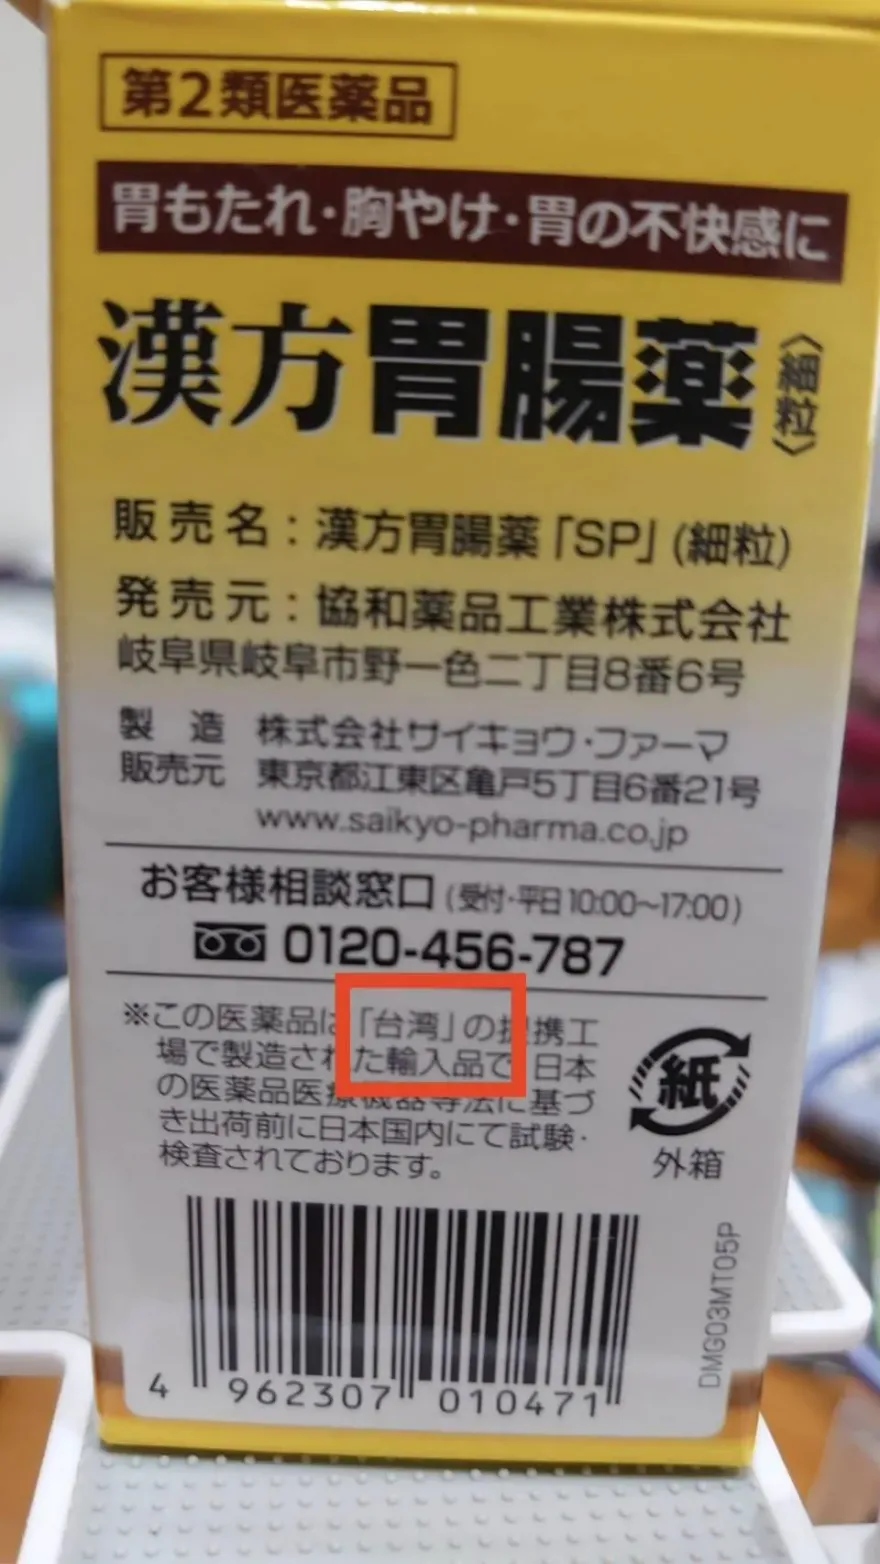 第2類医薬品
胃もたれ・胸やけ・胃の不快感に
漢方胃腸薬〈細粒〉
販売名：漢方胃腸薬「SP」(細粒)
発売元：協和薬品工業株式会社
岐阜県岐阜市野一色二丁目8番6号
製造 株式会社サイキョウ・ファーマ
販売元 東京都江東区亀戸5丁目6番21号
www.saikyo-pharma.co.jp
お客様相談窓口(受付・平日10:00～17:00)
0120-456-787
※この医薬品は「台湾」の提携工
場で製造された輸入品で 日本
の医薬品医療機器等法に基づ
き出荷前に日本国内にて試験・
検査されております。
紙
外箱
DMG03MT05P
4 962307 010471